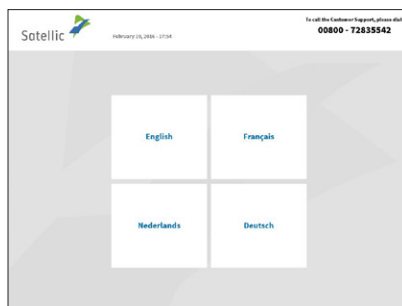 Satellic
February 16, 2016 - 17:54
To call the Customer Support, please dial
00800 - 72835542
English
Français
Nederlands
Deutsch